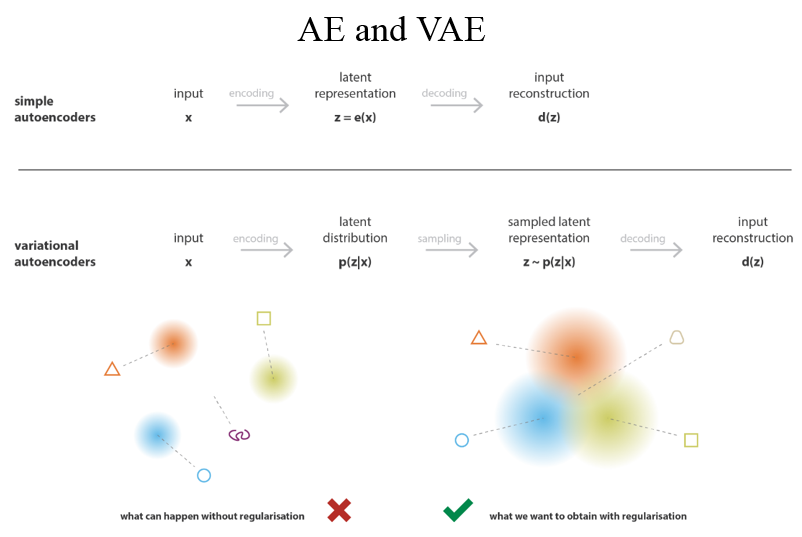 AE and VAE
simple
autoencoders
input
x
encoding
latent
representation
z = e(x)
decoding
input
reconstruction
d(z)
variational
autoencoders
input
x
encoding
latent
distribution
p(z|x)
sampling
sampled latent
representation
z ~ p(z|x)
decoding
input
reconstruction
d(z)
what can happen without regularisation
what we want to obtain with regularisation